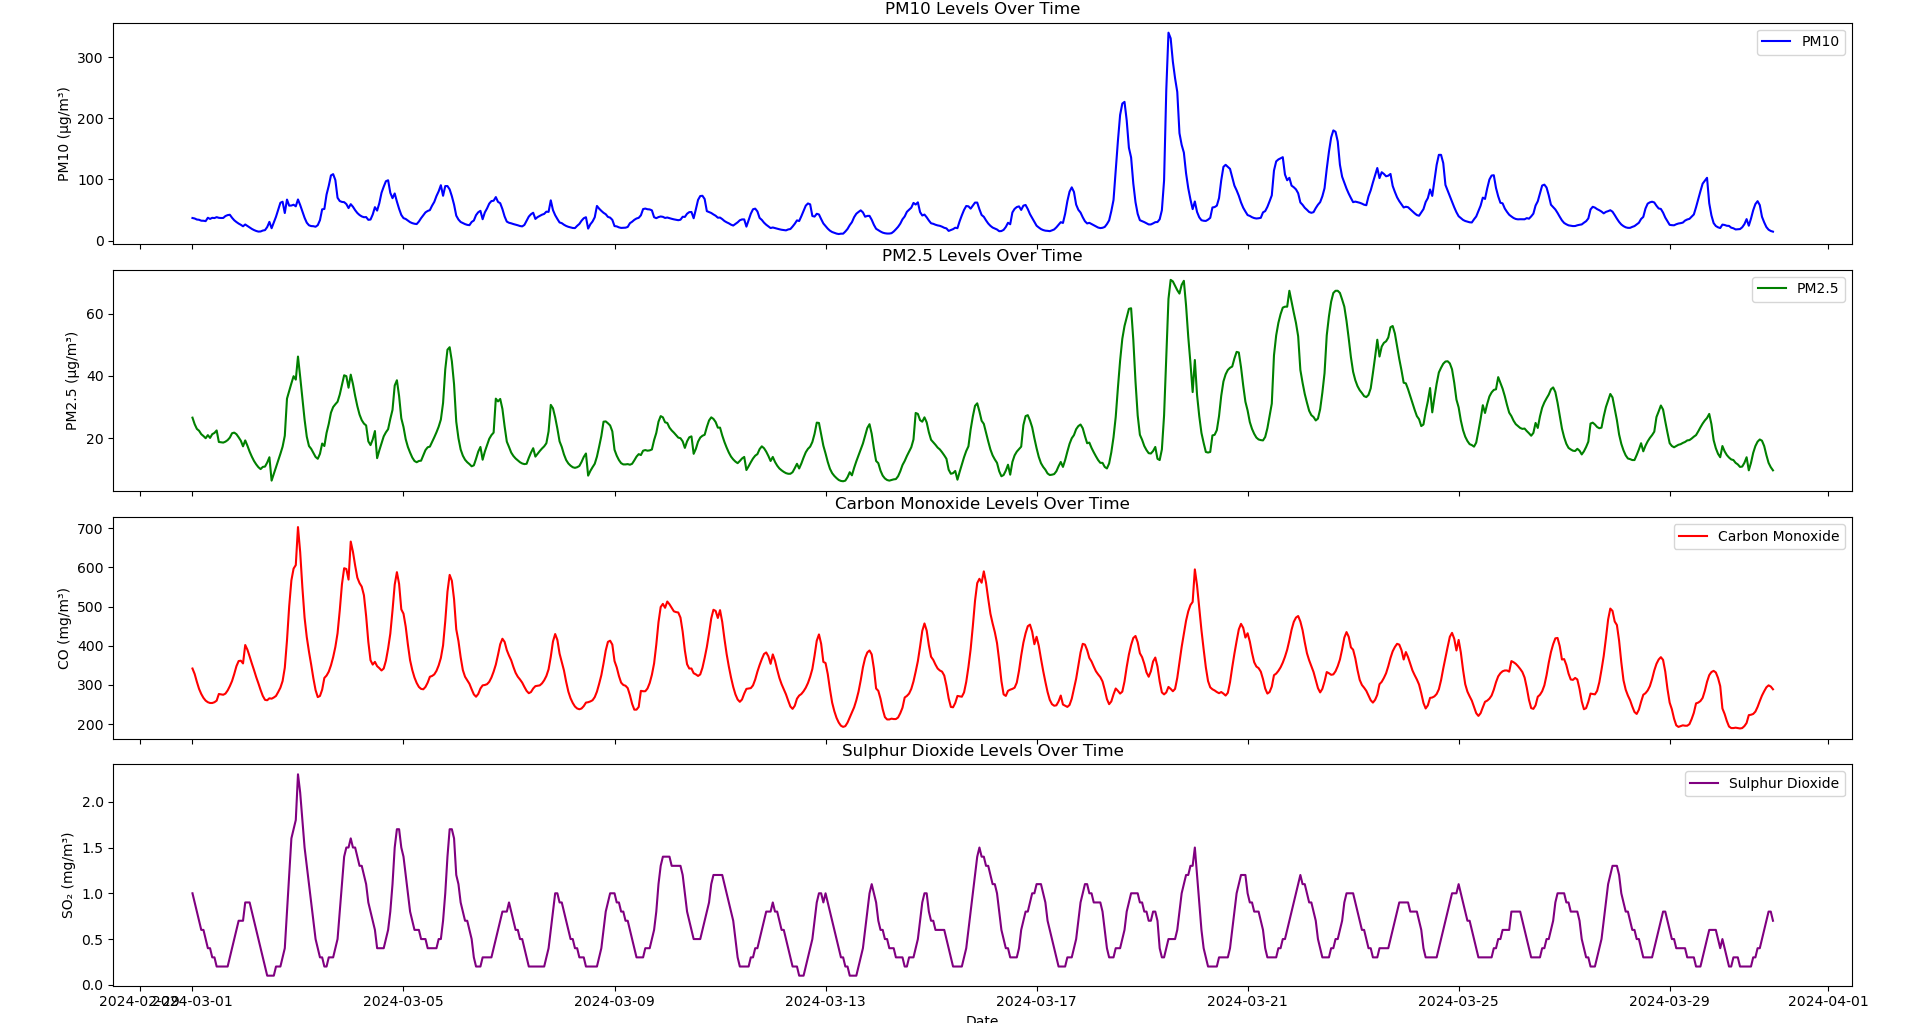 PM10 Levels Over Time
PM10 (µg/m³)
300
200
100
0
PM10
PM2.5 Levels Over Time
PM2.5 (µg/m³)
60
40
20
PM2.5
Carbon Monoxide Levels Over Time
CO (mg/m³)
700
600
500
400
300
200
Carbon Monoxide
Sulphur Dioxide Levels Over Time
SO₂ (mg/m³)
2.0
1.5
1.0
0.5
0.0
Sulphur Dioxide
2024-02-29 2024-03-01 2024-03-05 2024-03-09 2024-03-13 2024-03-17 2024-03-21 2024-03-25 2024-03-29 2024-04-01
Date